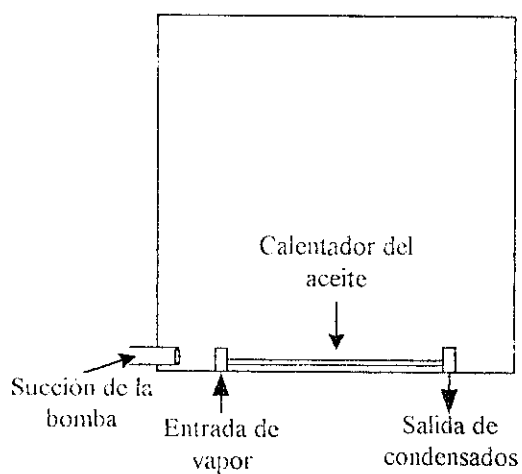 Calentador del
aceite
Succión de la
bomba
Entrada de
vapor
Salida de
condensados